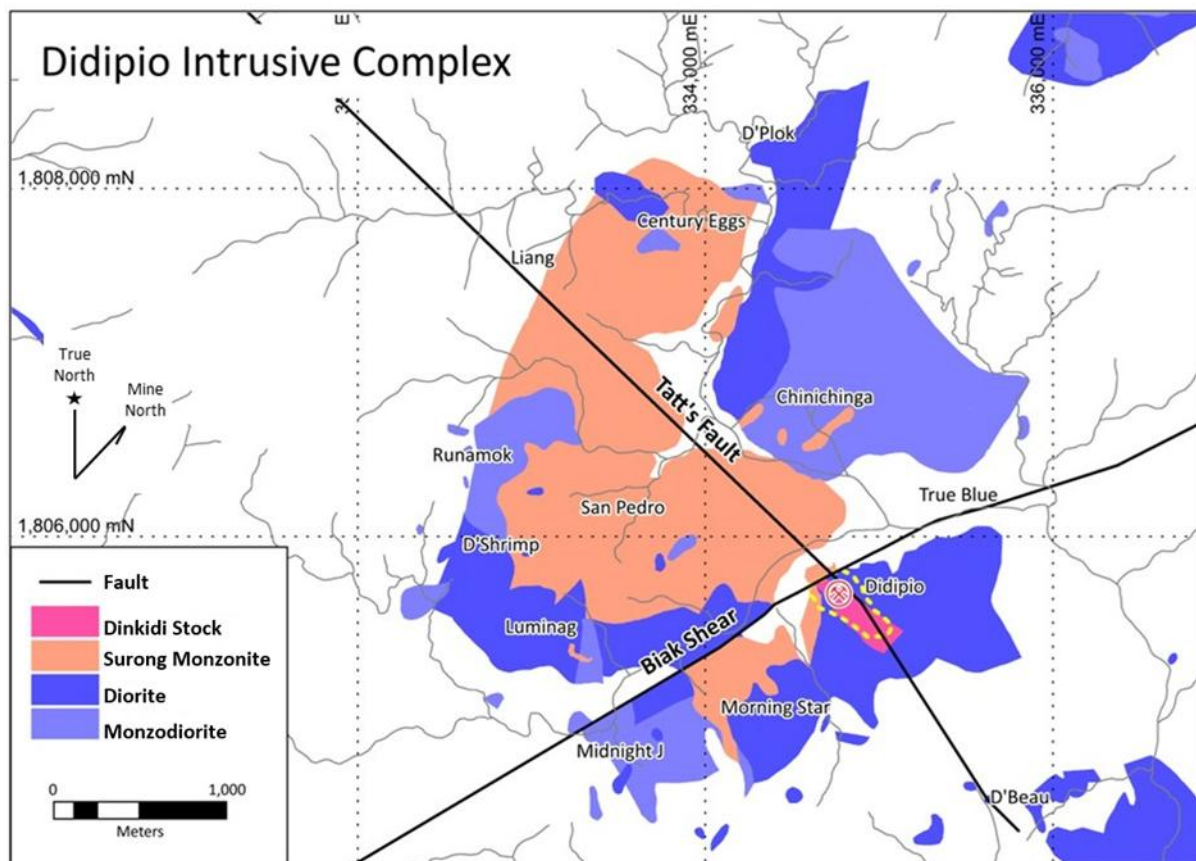 Didipio Intrusive Complex
E
334,000 mE
336,000 mE
D'Plok
1,808,000 mN
Century Eggs
Liang
True
North
Mine
North
Tatt's Fault
Chinichinga
Runamok
True Blue
San Pedro
1,806,000 mN
D'Shrimp
Didipio
Luminag
Biak Shear
Morning Star
Midnight J
D'Beau
Fault
Dinkidi Stock
Surong Monzonite
Diorite
Monzodiorite
0
1,000
Meters